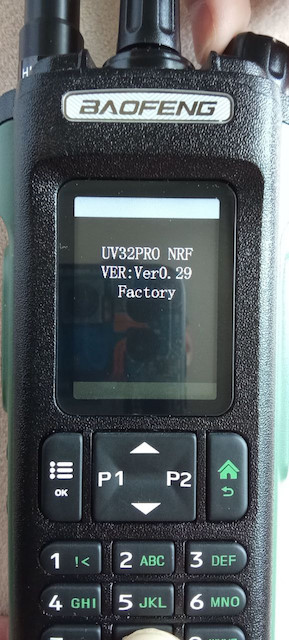 H
BAOFENG
UV32PRO NRF
VER:Ver0.29
Factory
OK
P1
P2
1 !<
2 ABC
3 DEF
4 GHI
5 JKL
6 MNO